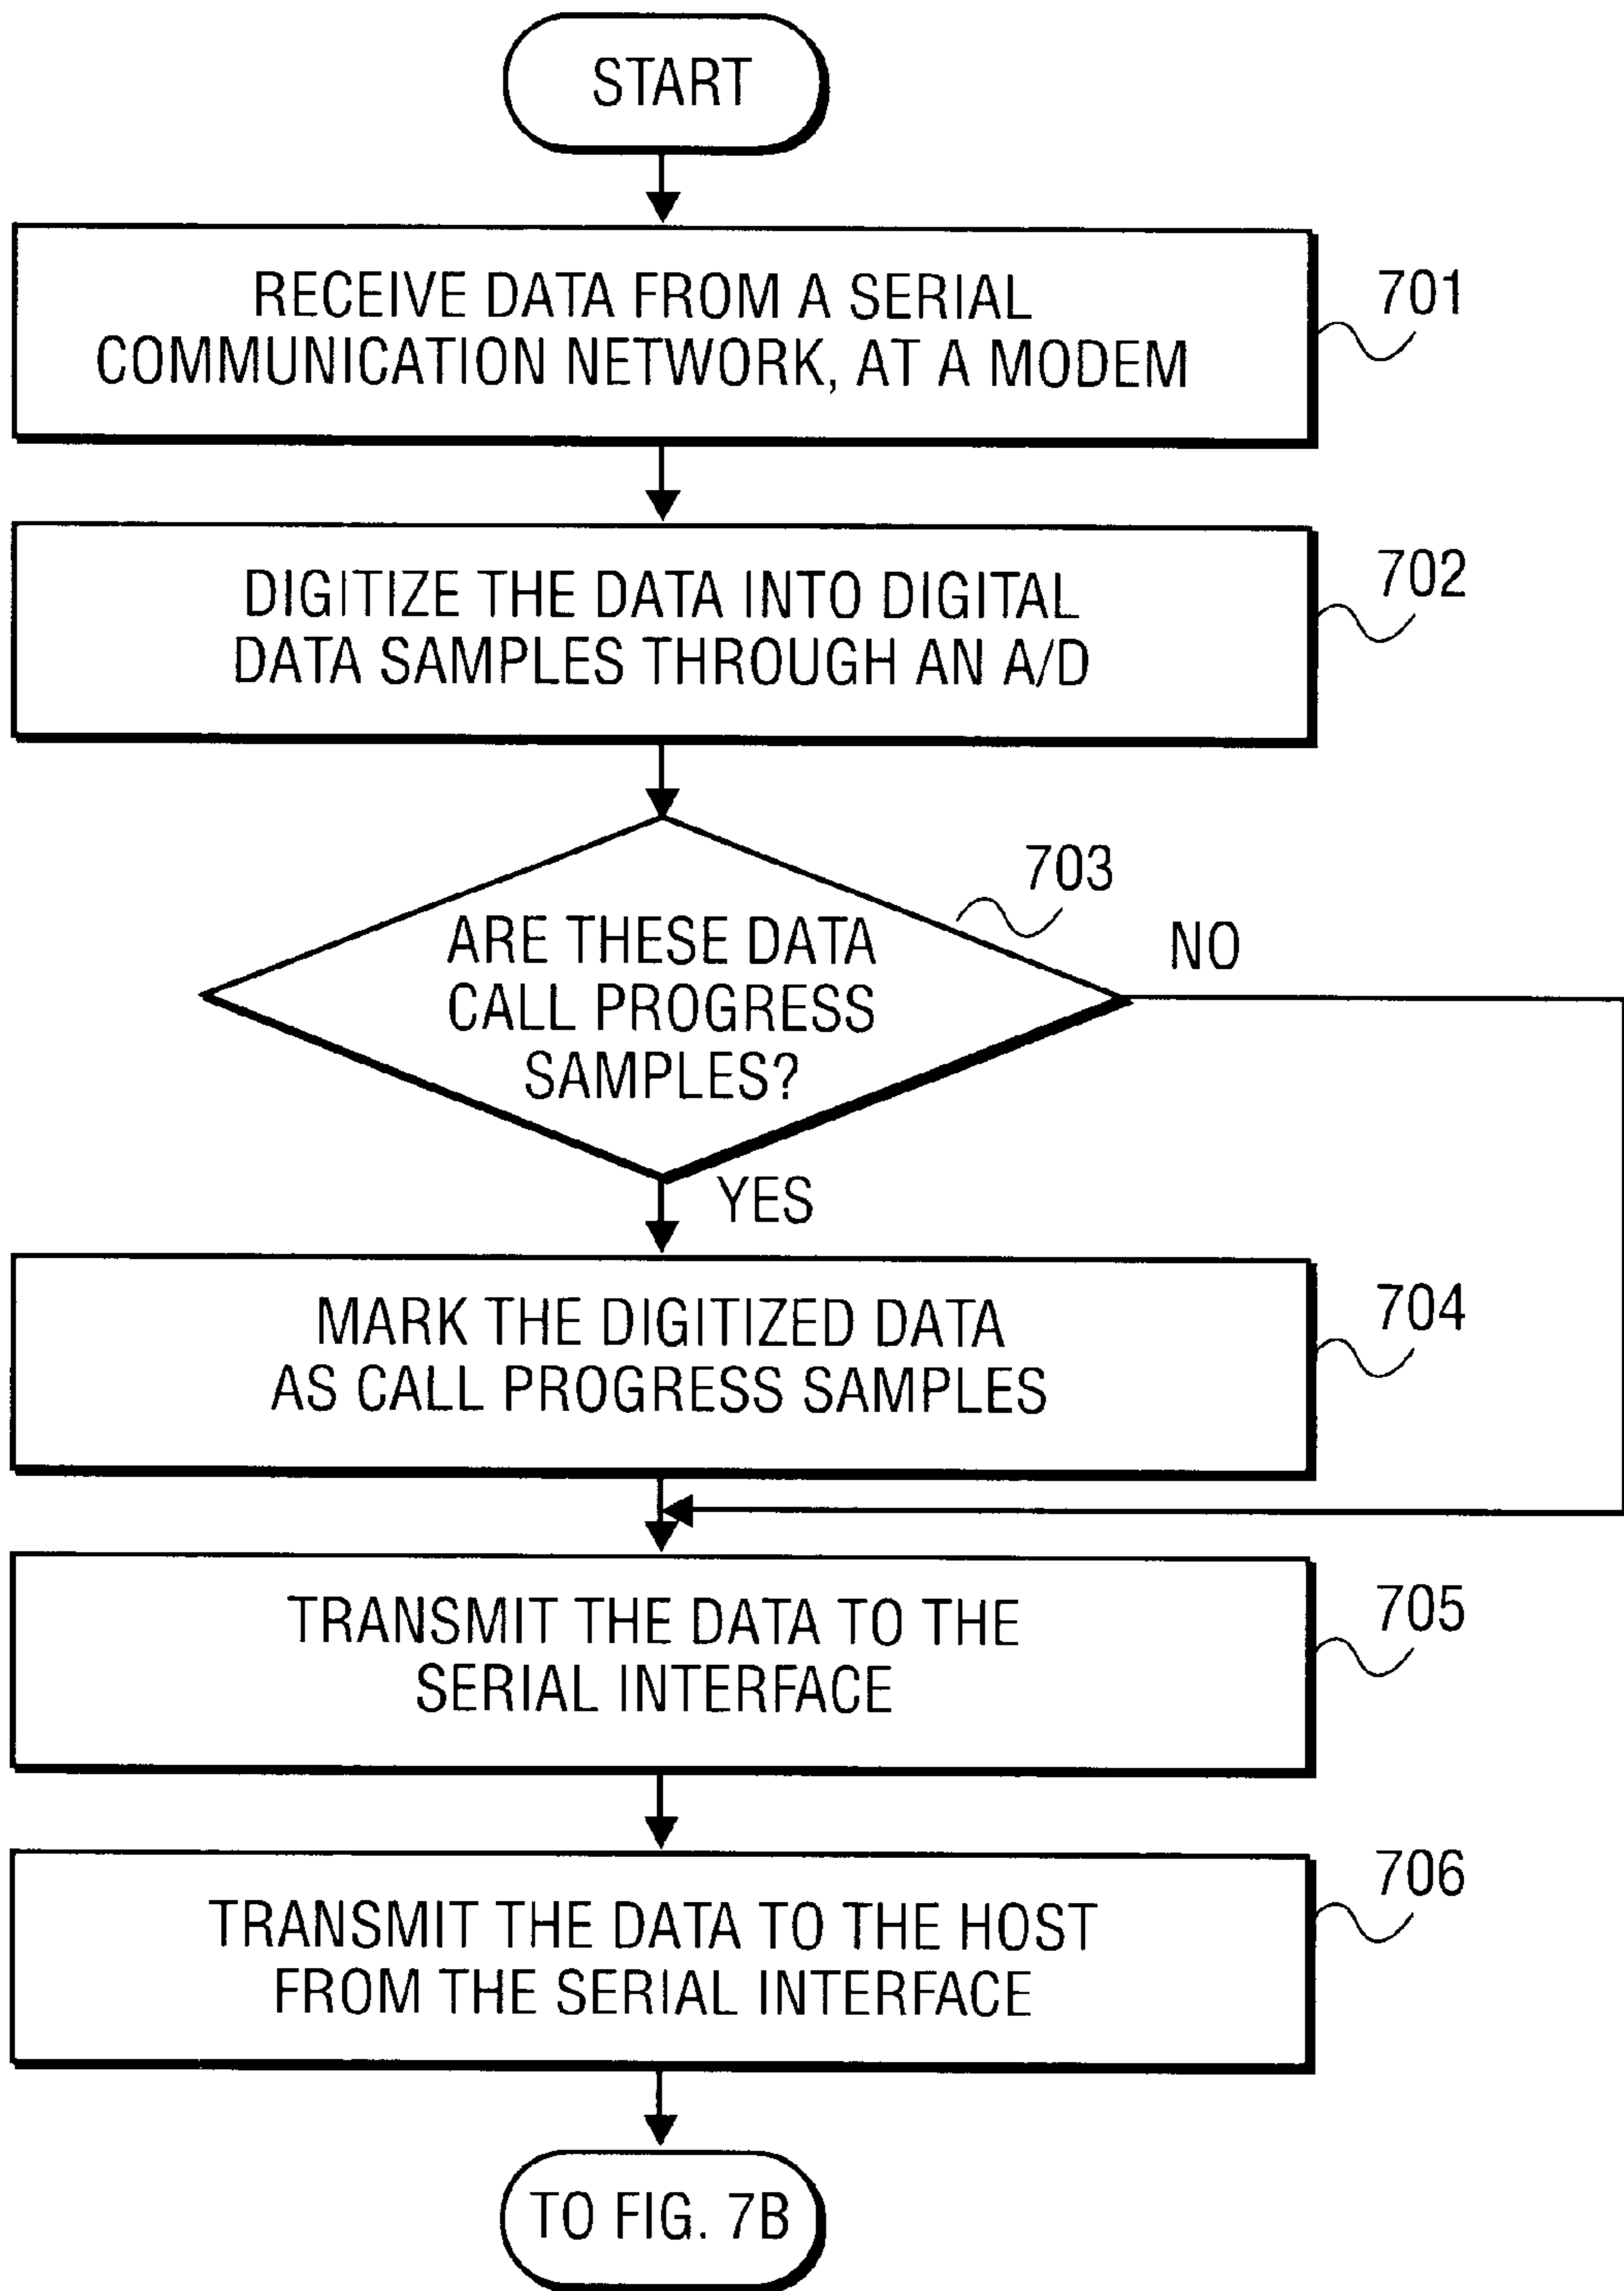 START
RECEIVE DATA FROM A SERIAL
COMMUNICATION NETWORK, AT A MODEM
701
DIGITIZE THE DATA INTO DIGITAL
DATA SAMPLES THROUGH AN A/D
702
703
ARE THESE DATA
CALL PROGRESS
SAMPLES?
NO
YES
MARK THE DIGITIZED DATA
AS CALL PROGRESS SAMPLES
704
TRANSMIT THE DATA TO THE
SERIAL INTERFACE
705
TRANSMIT THE DATA TO THE HOST
FROM THE SERIAL INTERFACE
706
TO FIG. 7B